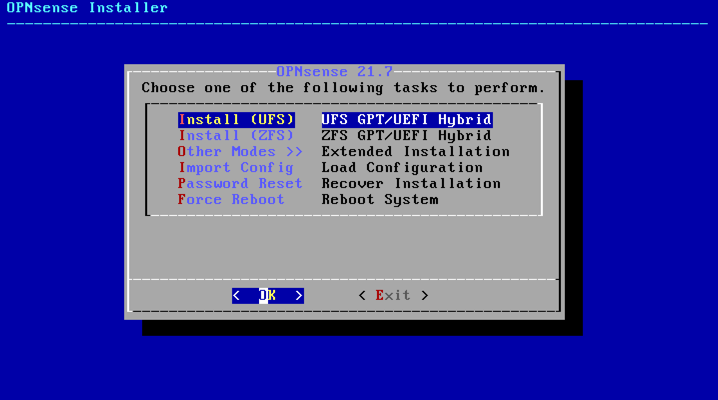 OPNsense Installer
OPNsense 21.7
Choose one of the following tasks to perform.
Install (UFS) UFS GPT/UEFI Hybrid
Install (ZFS) ZFS GPT/UEFI Hybrid
Other Modes >> Extended Installation
Import Config Load Configuration
Password Reset Recover Installation
Force Reboot Reboot System
< OK > < Exit >